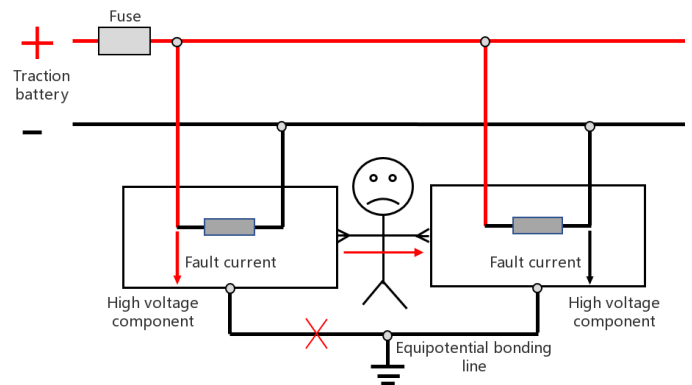 Fuse
+
Traction
battery
-
Fault current
Fault current
High voltage
component
High voltage
component
Equipotential bonding
line